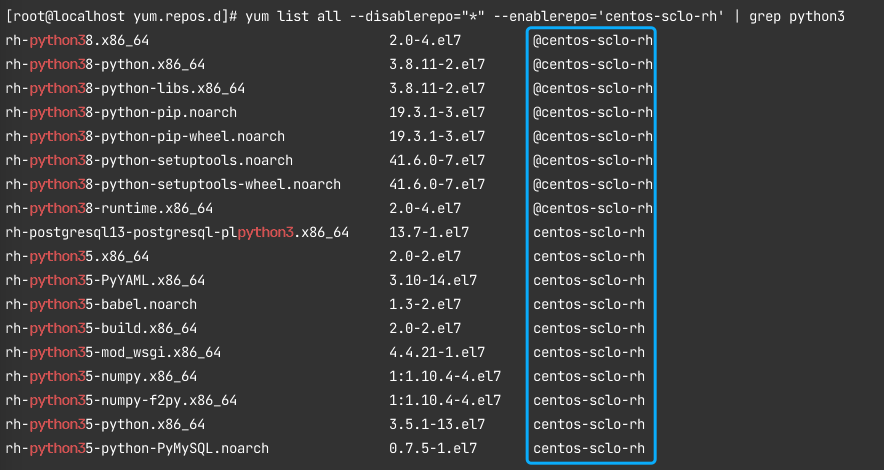 [root@localhost yum.repos.d]# yum list all --disablerepo="*" --enablerepo='centos-sclo-rh' | grep python3
rh-python38.x86_64 2.0-4.el7 @centos-sclo-rh
rh-python38-python.x86_64 3.8.11-2.el7 @centos-sclo-rh
rh-python38-python-libs.x86_64 3.8.11-2.el7 @centos-sclo-rh
rh-python38-python-pip.noarch 19.3.1-3.el7 @centos-sclo-rh
rh-python38-python-pip-wheel.noarch 19.3.1-3.el7 @centos-sclo-rh
rh-python38-python-setuptools.noarch 41.6.0-7.el7 @centos-sclo-rh
rh-python38-python-setuptools-wheel.noarch 41.6.0-7.el7 @centos-sclo-rh
rh-python38-runtime.x86_64 2.0-4.el7 @centos-sclo-rh
rh-postgresql13-postgresql-plpython3.x86_64 13.7-1.el7 centos-sclo-rh
rh-python35.x86_64 2.0-2.el7 centos-sclo-rh
rh-python35-PyYAML.x86_64 3.10-14.el7 centos-sclo-rh
rh-python35-babel.noarch 1.3-2.el7 centos-sclo-rh
rh-python35-build.x86_64 2.0-2.el7 centos-sclo-rh
rh-python35-mod_wsgi.x86_64 4.4.21-1.el7 centos-sclo-rh
rh-python35-numpy.x86_64 1:1.10.4-4.el7 centos-sclo-rh
rh-python35-numpy-f2py.x86_64 1:1.10.4-4.el7 centos-sclo-rh
rh-python35-python.x86_64 3.5.1-13.el7 centos-sclo-rh
rh-python35-python-PyMySQL.noarch 0.7.5-1.el7 centos-sclo-rh